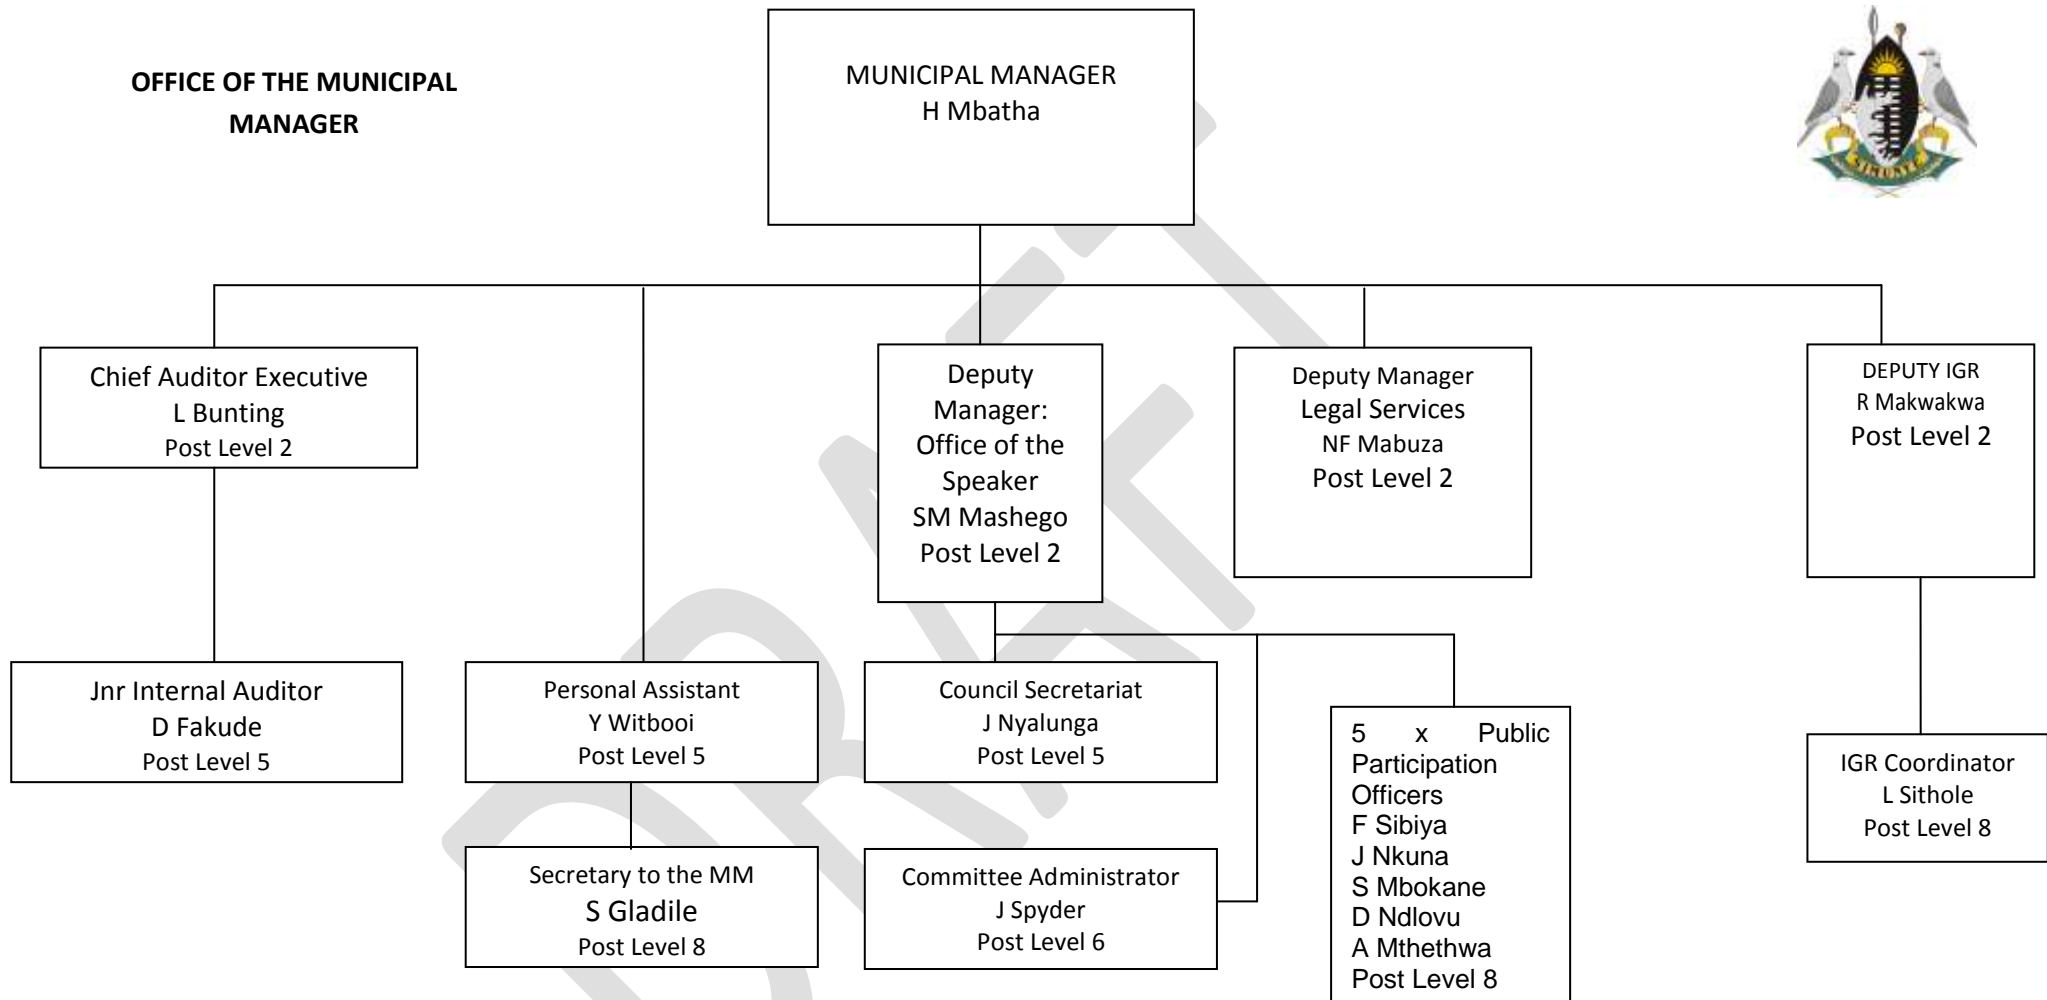 OFFICE OF THE MUNICIPAL
MANAGER
MUNICIPAL MANAGER
H Mbatha
SIMUNYE
Chief Auditor Executive
L Bunting
Post Level 2
Deputy
Manager:
Office of the
Speaker
SM Mashego
Post Level 2
Deputy Manager
Legal Services
NF Mabuza
Post Level 2
DEPUTY IGR
R Makwakwa
Post Level 2
Jnr Internal Auditor
D Fakude
Post Level 5
Personal Assistant
Y Witbooi
Post Level 5
Council Secretariat
J Nyalunga
Post Level 5
5 x Public
Participation
Officers
F Sibiya
J Nkuna
S Mbokane
D Ndlovu
A Mthethwa
Post Level 8
IGR Coordinator
L Sithole
Post Level 8
Secretary to the MM
S Gladile
Post Level 8
Committee Administrator
J Spyder
Post Level 6
DRAFT